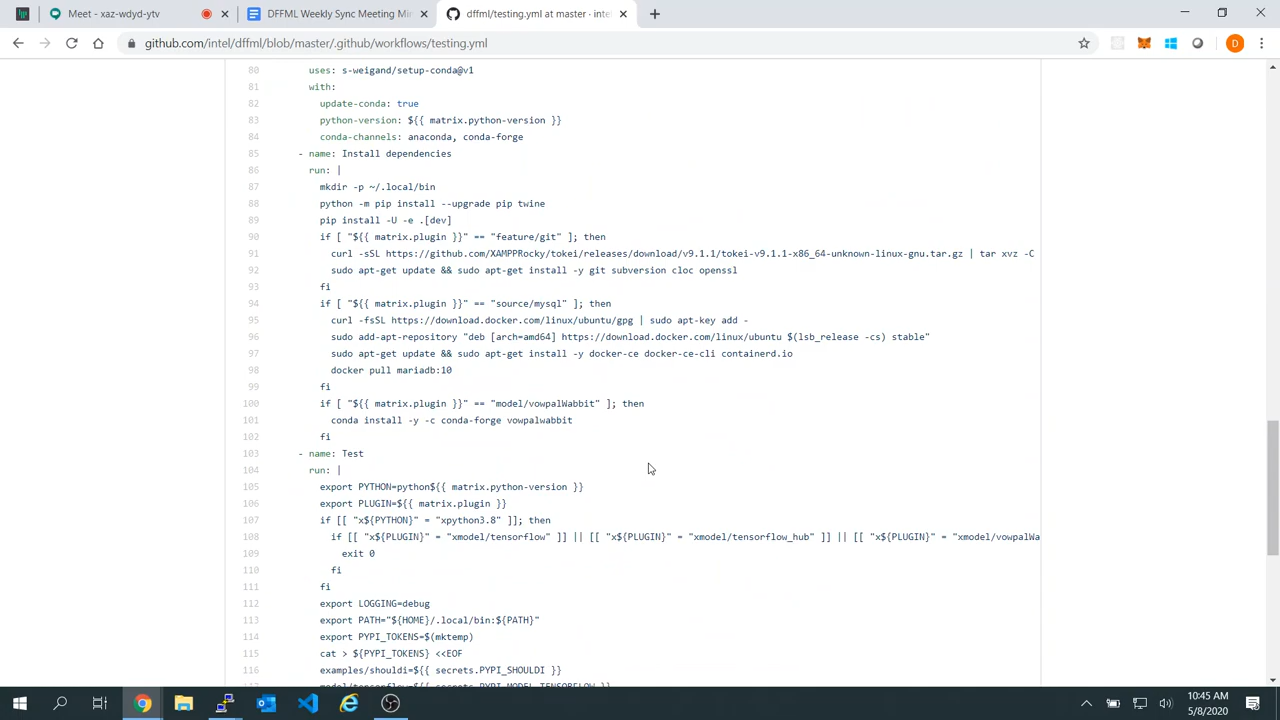 Meet - xaz-wdyd-ytv
DFFML Weekly Sync Meeting Min
dffml/testing.yml at master · inte
github.com/intel/dffml/blob/master/.github/workflows/testing.yml
D
80 uses: s-weigand/setup-conda@v1
81 with:
82 update-conda: true
83 python-version: ${{ matrix.python-version }}
84 conda-channels: anaconda, conda-forge
85 - name: Install dependencies
86 run: |
87 mkdir -p ~/.local/bin
88 python -m pip install --upgrade pip twine
89 pip install -U -e .[dev]
90 if [ "${{ matrix.plugin }}" == "feature/git" ]; then
91 curl -sSL https://github.com/XAMPPRocky/tokei/releases/download/v9.1.1/tokei-v9.1.1-x86_64-unknown-linux-gnu.tar.gz | tar xvz -C
92 sudo apt-get update && sudo apt-get install -y git subversion cloc openssl
93 fi
94 if [ "${{ matrix.plugin }}" == "source/mysql" ]; then
95 curl -fsSL https://download.docker.com/linux/ubuntu/gpg | sudo apt-key add -
96 sudo add-apt-repository "deb [arch=amd64] https://download.docker.com/linux/ubuntu $(lsb_release -cs) stable"
97 sudo apt-get update && sudo apt-get install -y docker-ce docker-ce-cli containerd.io
98 docker pull mariadb:10
99 fi
100 if [ "${{ matrix.plugin }}" == "model/vowpalWabbit" ]; then
101 conda install -y -c conda-forge vowpalwabbit
102 fi
103 - name: Test
104 run: |
105 export PYTHON=python${{ matrix.python-version }}
106 export PLUGIN=${{ matrix.plugin }}
107 if [[ "x${PYTHON}" = "xpython3.8" ]]; then
108 if [[ "x${PLUGIN}" = "xmodel/tensorflow" ]] || [[ "x${PLUGIN}" = "xmodel/tensorflow_hub" ]] || [[ "x${PLUGIN}" = "xmodel/vowpalWa
109 exit 0
110 fi
111 fi
112 export LOGGING=debug
113 export PATH="${HOME}/.local/bin:${PATH}"
114 export PYPI_TOKENS=$(mktemp)
115 cat > ${PYPI_TOKENS} <<EOF
116 examples/shouldi=${{ secrets.PYPI_SHOULDI }}
117 model/tensorflow=${{ secrets.PYPI_MODEL_TENSORFLOW }}
10:45 AM
5/8/2020